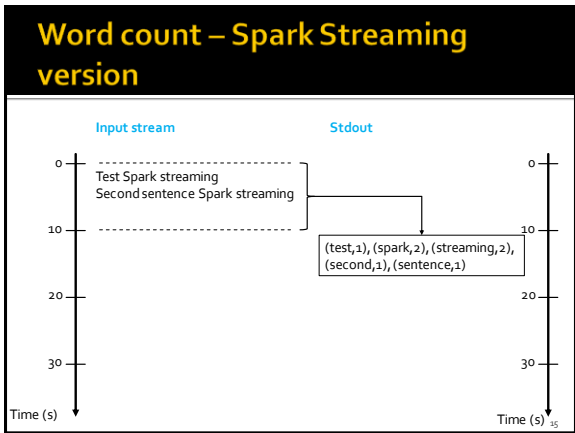 Word count – Spark Streaming
version
Input stream
Stdout
0
Test Spark streaming
Second sentence Spark streaming
10
20
30
Time (s)
0
10
(test,1), (spark,2), (streaming,2),
(second,1), (sentence,1)
20
30
Time (s)
15